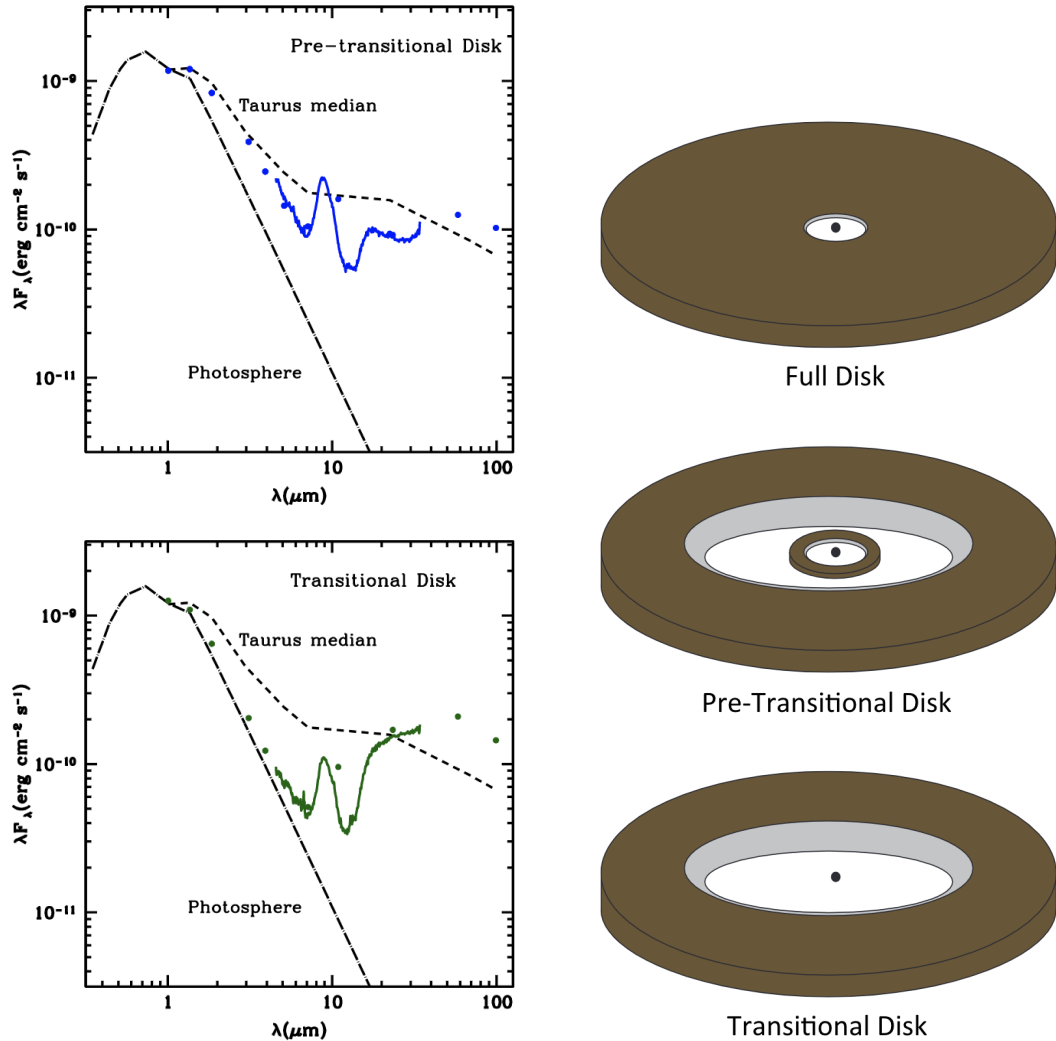 Pre-transitional Disk
Taurus median
Photosphere
10⁻⁹
10⁻¹⁰
10⁻¹¹
λF_λ(erg cm⁻² s⁻¹)
1
10
100
λ(μm)
Transitional Disk
Taurus median
Photosphere
10⁻⁹
10⁻¹⁰
10⁻¹¹
λF_λ(erg cm⁻² s⁻¹)
1
10
100
λ(μm)
Full Disk
Pre-Transitional Disk
Transitional Disk